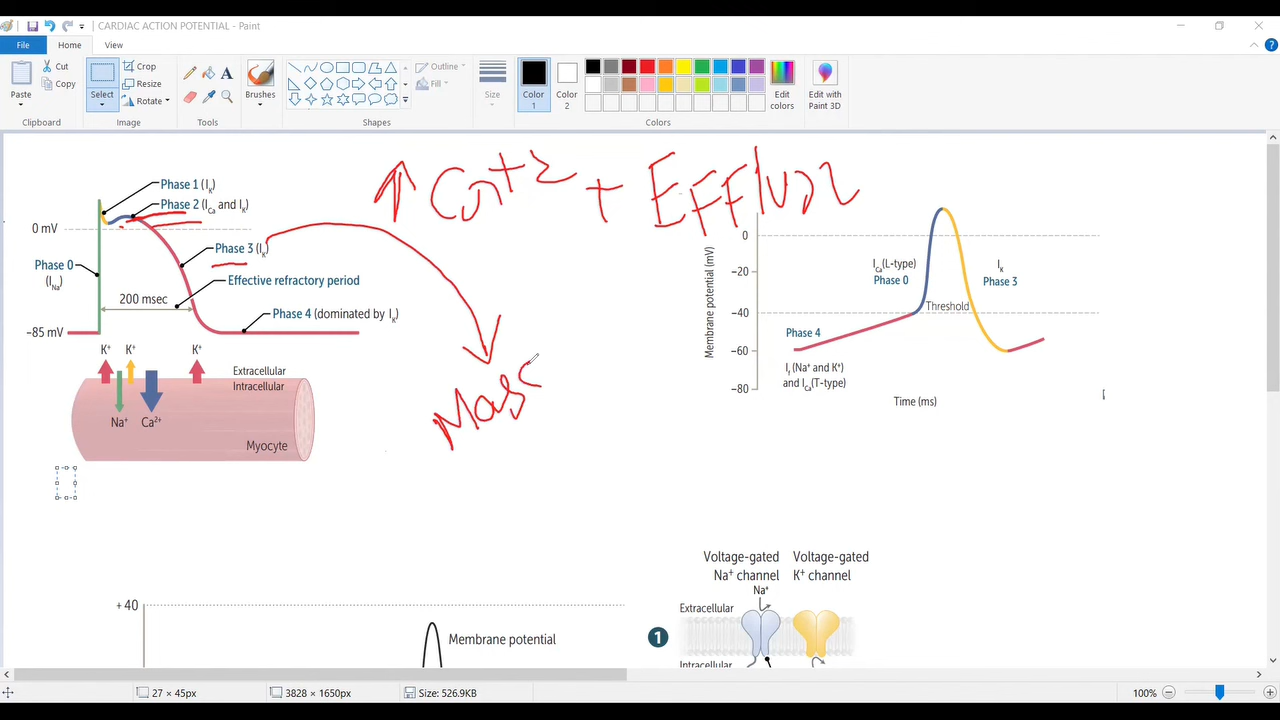 CARDIAC ACTION POTENTIAL - Paint
File Home View
Paste
Cut
Copy
Clipboard
Select
Crop
Resize
Rotate
Image
A
Tools
Brushes
Outline
Fill
Shapes
Size
Color 1
Color 2
Edit colors
Edit with Paint 3D
Colors
↑ Ca+2 + EFFlux
Phase 1 (IK)
Phase 2 (ICa and IK)
0 mV
Phase 3 (IK)
Phase 0
(INa)
Effective refractory period
200 msec
Phase 4 (dominated by IK)
−85 mV
K+ K+ K+
Extracellular
Intracellular
Na+ Ca2+
Myocyte
Membrane potential (mV)
0
−20
−40
−60
−80
ICa(L-type)
Phase 0
IK
Phase 3
Threshold
Phase 4
If (Na+ and K+)
and ICa(T-type)
Time (ms)
+ 40
Membrane potential
Voltage-gated
Na+ channel
Voltage-gated
K+ channel
Na+
Extracellular
1
Intracellular
27 × 45px
3828 × 1650px
Size: 526.9KB
100%